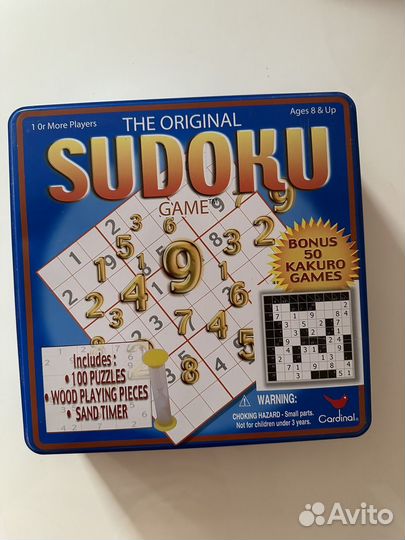 1 Or More Players
Ages 8 & Up
THE ORIGINAL
SUDOKU
GAME™
BONUS
50
KAKURO
GAMES
Includes :
• 100 PUZZLES
• WOOD PLAYING PIECES
• SAND TIMER
WARNING:
CHOKING HAZARD - Small parts.
Not for children under 3 years.
Cardinal®
Avito